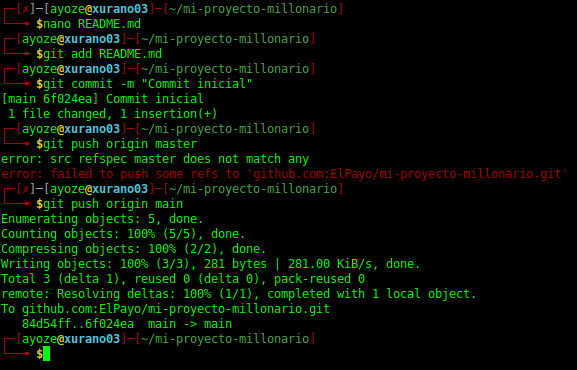 ┌─[✗]─[ayoze@xurano03]─[~/mi-proyecto-millonario]
└──╼ $nano README.md
┌─[ayoze@xurano03]─[~/mi-proyecto-millonario]
└──╼ $git add README.md
┌─[ayoze@xurano03]─[~/mi-proyecto-millonario]
└──╼ $git commit -m "Commit inicial"
[main 6f024ea] Commit inicial
 1 file changed, 1 insertion(+)
┌─[ayoze@xurano03]─[~/mi-proyecto-millonario]
└──╼ $git push origin master
error: src refspec master does not match any
error: failed to push some refs to 'github.com:ElPayo/mi-proyecto-millonario.git'
┌─[✗]─[ayoze@xurano03]─[~/mi-proyecto-millonario]
└──╼ $git push origin main
Enumerating objects: 5, done.
Counting objects: 100% (5/5), done.
Compressing objects: 100% (2/2), done.
Writing objects: 100% (3/3), 281 bytes | 281.00 KiB/s, done.
Total 3 (delta 1), reused 0 (delta 0), pack-reused 0
remote: Resolving deltas: 100% (1/1), completed with 1 local object.
To github.com:ElPayo/mi-proyecto-millonario.git
   84d54ff..6f024ea  main -> main
┌─[ayoze@xurano03]─[~/mi-proyecto-millonario]
└──╼ $